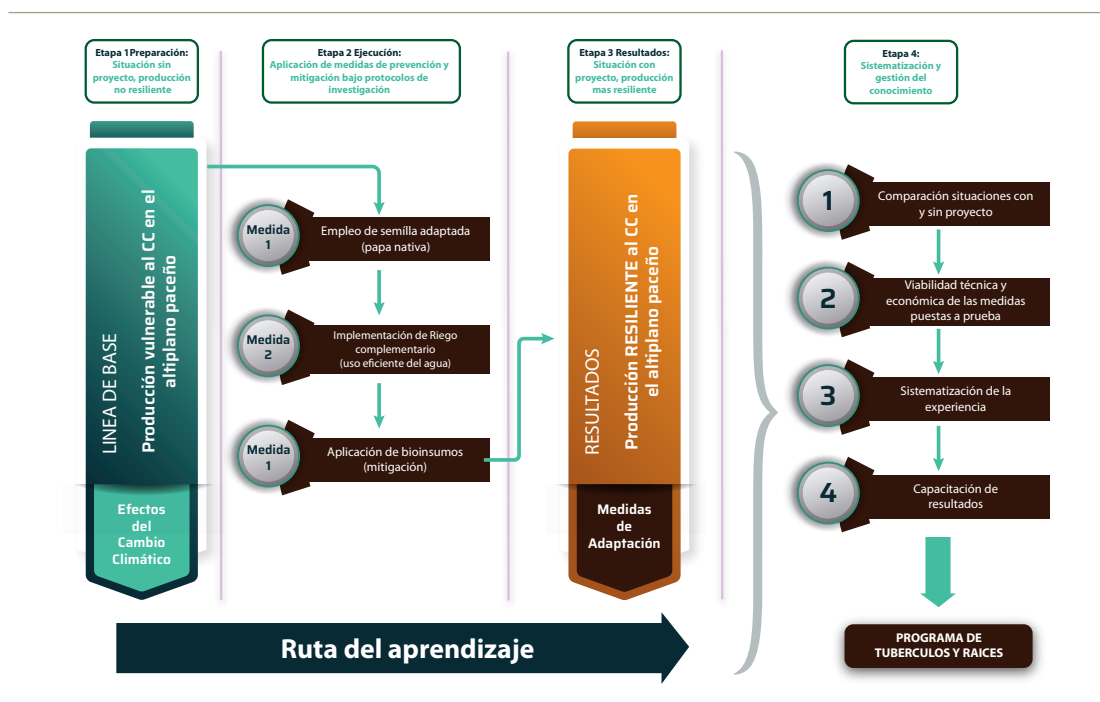 Etapa 1 Preparación:
Situación sin
proyecto, producción
no resiliente
Etapa 2 Ejecucíón:
Aplicación de medidas de prevención y
mitigación bajo protocolos de
investigación
Etapa 3 Resultados:
Situación con
proyecto, producción
mas resiliente
Etapa 4:
Sistematización y
gestión del
conocimiento
LINEA DE BASE
Producción vulnerable al CC en el
altiplano paceño
Efectos
del
Cambio
Climático
Medida
1
Empleo de semílla adaptada
(papa nativa)
Medida
2
Implementación de Riego
complementario
(uso eficiente del agua)
Medida
1
Aplicación de bioinsumos
(mitigación)
RESULTADOS
Producción RESILIENTE al CC en
el altiplano paceño
Medidas
de
Adaptación
1
Comparación situaciones con
y sin proyecto
2
Viabilidad técnica y
económica de las medidas
puestas a prueba
3
Sistematización de la
experiencia
4
Capacitación de
resultados
Ruta del aprendizaje
PROGRAMA DE
TUBERCULOS Y RAICES